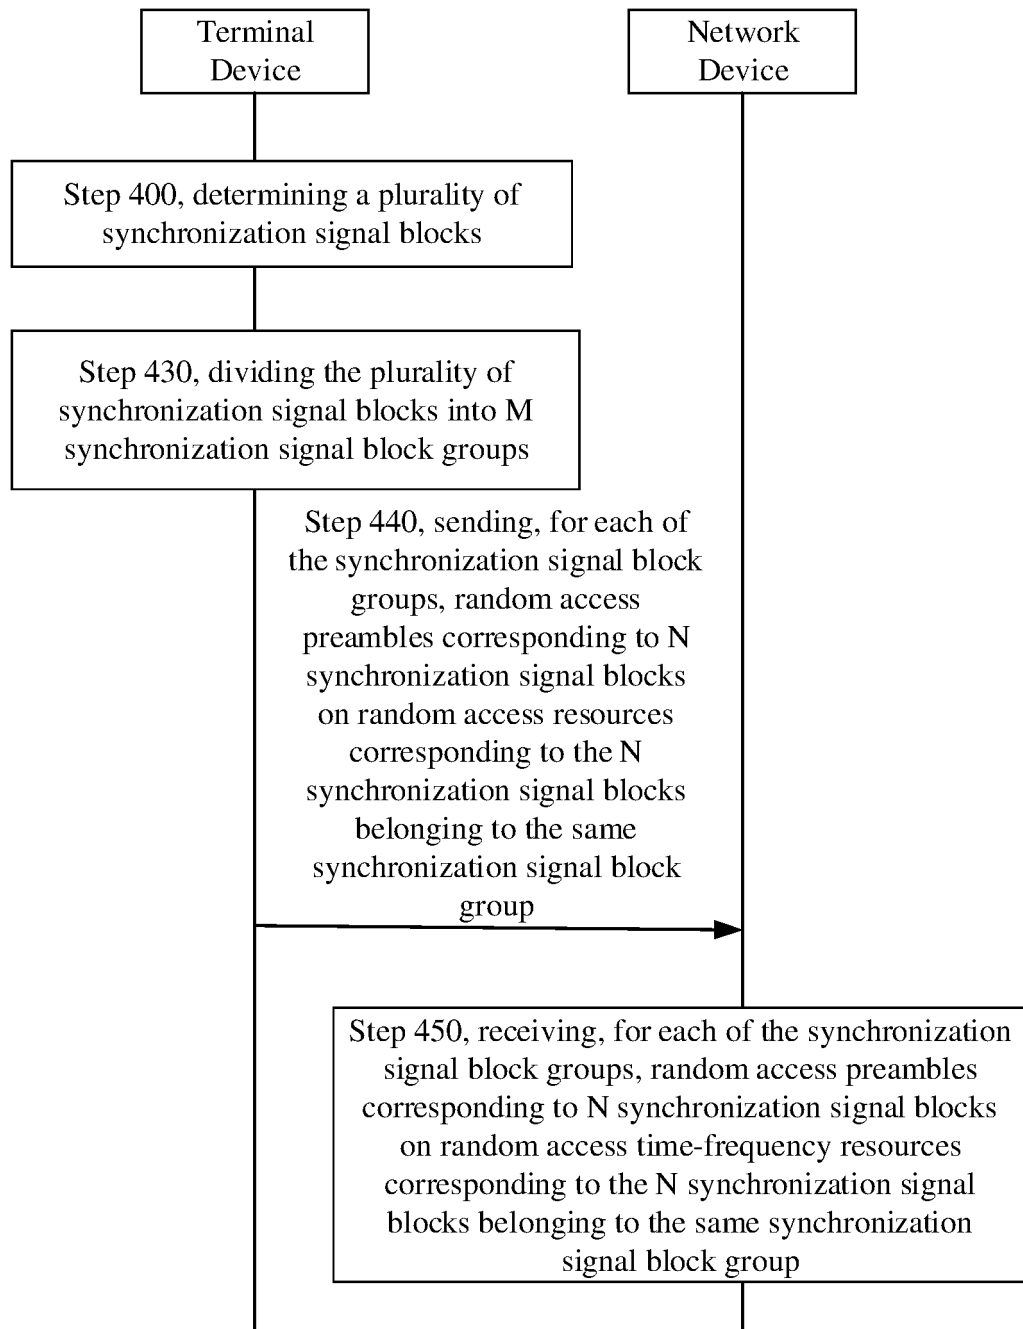 Terminal
Device
Network
Device
Step 400, determining a plurality of
synchronization signal blocks
Step 430, dividing the plurality of
synchronization signal blocks into M
synchronization signal block groups
Step 440, sending, for each of
the synchronization signal block
groups, random access
preambles corresponding to N
synchronization signal blocks
on random access resources
corresponding to the N
synchronization signal blocks
belonging to the same
synchronization signal block
group
Step 450, receiving, for each of the synchronization
signal block groups, random access preambles
corresponding to N synchronization signal blocks
on random access time-frequency resources
corresponding to the N synchronization signal
blocks belonging to the same synchronization
signal block group